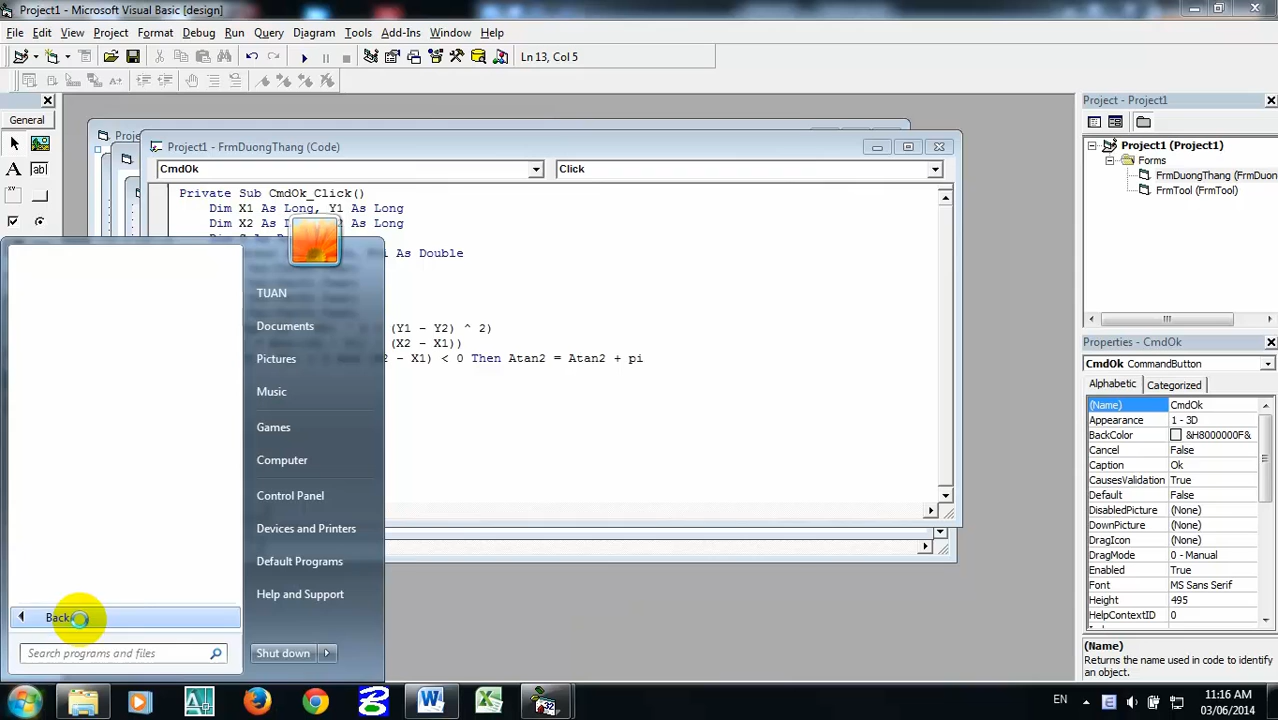 Project1 - Microsoft Visual Basic [design]
File Edit View Project Format Debug Run Query Diagram Tools Add-Ins Window Help
Ln 13, Col 5
General
Project1 - FrmDuongThang (Code)
CmdOk
Click
Private Sub CmdOk_Click()
Dim X1 As Long, Y1 As Long
Dim X2 As As Long
As Double
(Y1 - Y2) ^ 2)
(X2 - X1))
- X1) < 0 Then Atan2 = Atan2 + pi
TUAN
Documents
Pictures
Music
Games
Computer
Control Panel
Devices and Printers
Default Programs
Help and Support
Back
Search programs and files
Shut down
Project - Project1
Project1 (Project1)
Forms
FrmDuongThang (FrmDuon
FrmTool (FrmTool)
Properties - CmdOk
CmdOk CommandButton
Alphabetic Categorized
(Name) CmdOk
Appearance 1 - 3D
BackColor &H8000000F&
Cancel False
Caption Ok
CausesValidation True
Default False
DisabledPicture (None)
DownPicture (None)
DragIcon (None)
DragMode 0 - Manual
Enabled True
Font MS Sans Serif
Height 495
HelpContextID 0
(Name)
Returns the name used in code to identify
an object.
EN
11:16 AM
03/06/2014